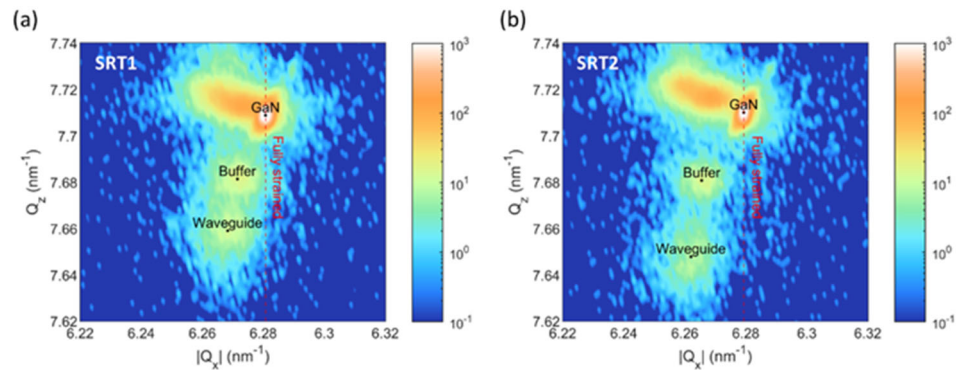 (a)
SRT1
GaN
Fully strained
Buffer
Waveguide
7.74
7.72
7.7
7.68
7.66
7.64
7.62
Qz (nm-1)
6.22
6.24
6.26
6.28
6.3
6.32
|Qx| (nm-1)
10^3
10^2
10^1
10^0
10^-1
(b)
SRT2
GaN
Fully strained
Buffer
Waveguide
7.74
7.72
7.7
7.68
7.66
7.64
7.62
Qz (nm-1)
6.22
6.24
6.26
6.28
6.3
6.32
|Qx| (nm-1)
10^3
10^2
10^1
10^0
10^-1